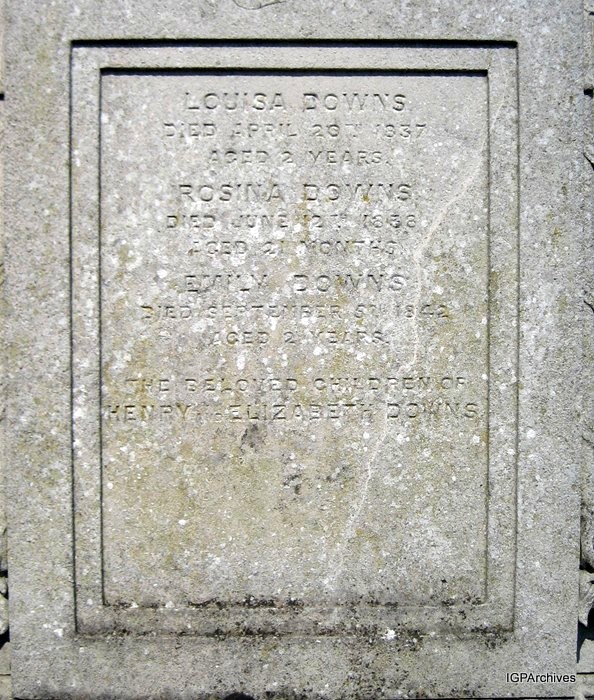 LOUISA DOWNS
DIED APRIL 26TH 1837
AGED 2 YEARS.
ROSINA DOWNS
DIED JUNE 12TH 1838
AGED 21 MONTHS
EMILY DOWNS
DIED SEPTEMBER 5TH 1842
AGED 2 YEARS.
THE BELOVED CHILDREN OF
HENRY & ELIZABETH DOWNS
IGPArchives